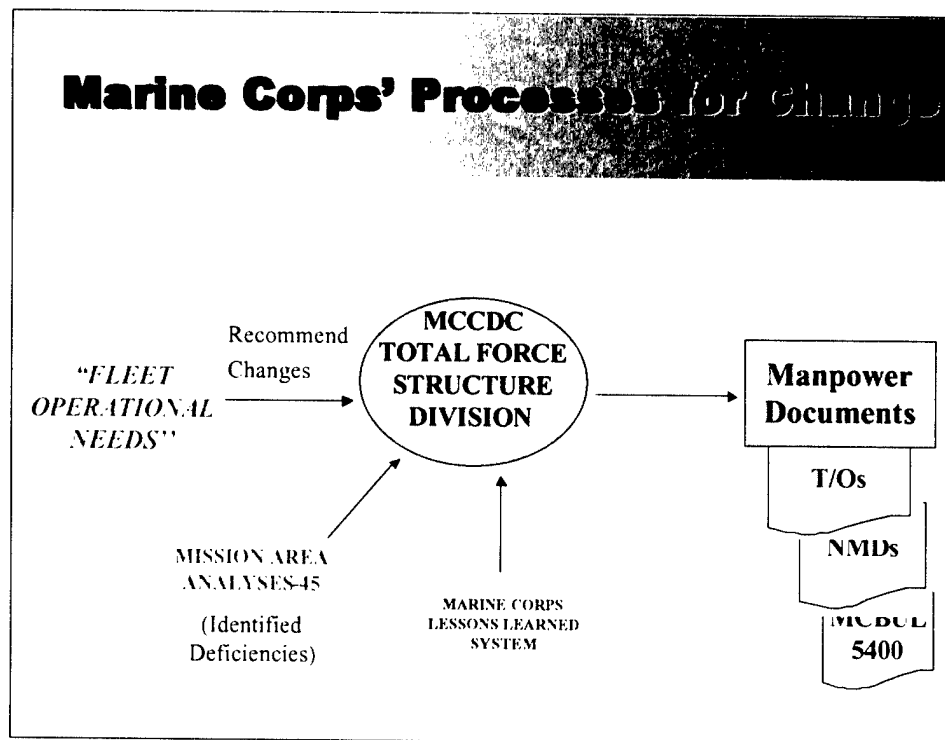 Marine Corps' Processes for Change
Recommend
Changes
"FLEET
OPERATIONAL
NEEDS"
MCCDC
TOTAL FORCE
STRUCTURE
DIVISION
Manpower
Documents
T/Os
NMDs
MCBUL
5400
MISSION AREA
ANALYSES-45
(Identified
Deficiencies)
MARINE CORPS
LESSONS LEARNED
SYSTEM